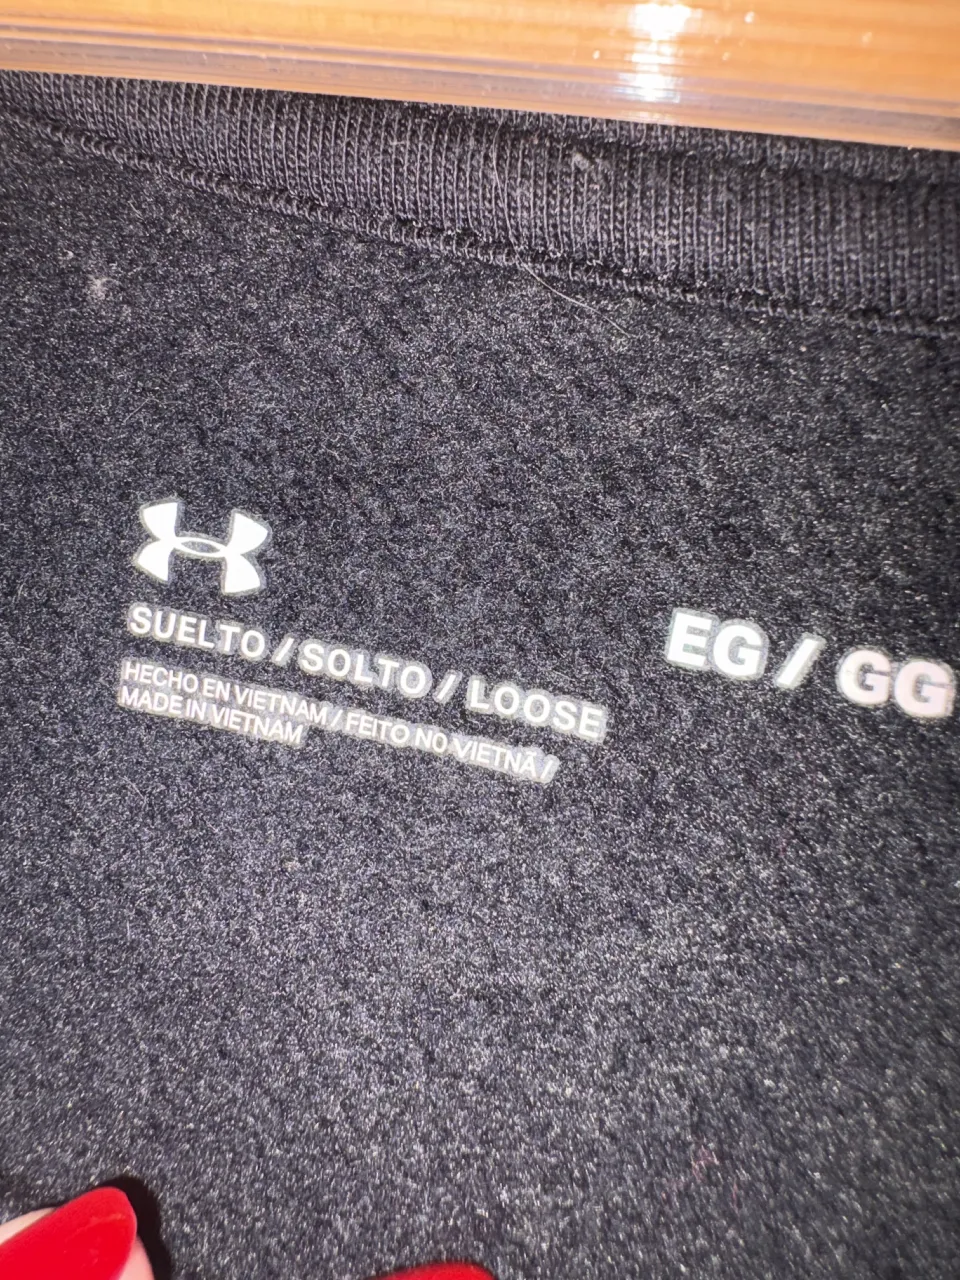 SUELTO / SOLTO / LOOSE
HECHO EN VIETNAM / FEITO NO VIETNÃ /
MADE IN VIETNAM
EG / GG